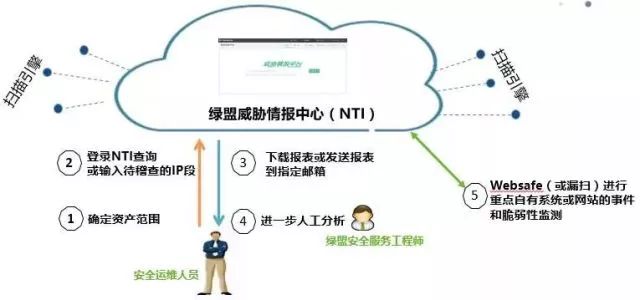 威胁情报平台
扫描引擎
扫描引擎
绿盟威胁情报中心（NTI）
2 登录NTI查询
或输入待稽查的IP段
3 下载报表或发送报表
到指定邮箱
1 确定资产范围
4 进一步人工分析
5 Websafe（或漏扫）进行
重点自有系统或网站的事件
和脆弱性监测
绿盟安全服务工程师
安全运维人员